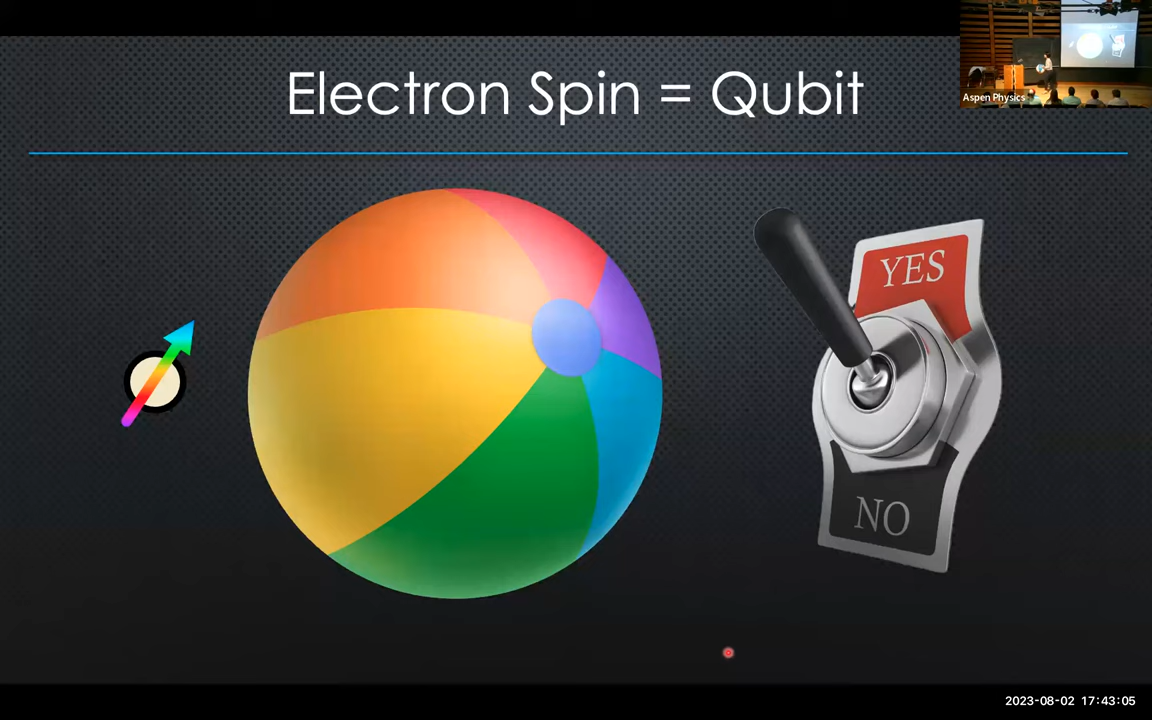 Electron Spin = Qubit
Aspen Physics
YES
NO
2023-08-02 17:43:05